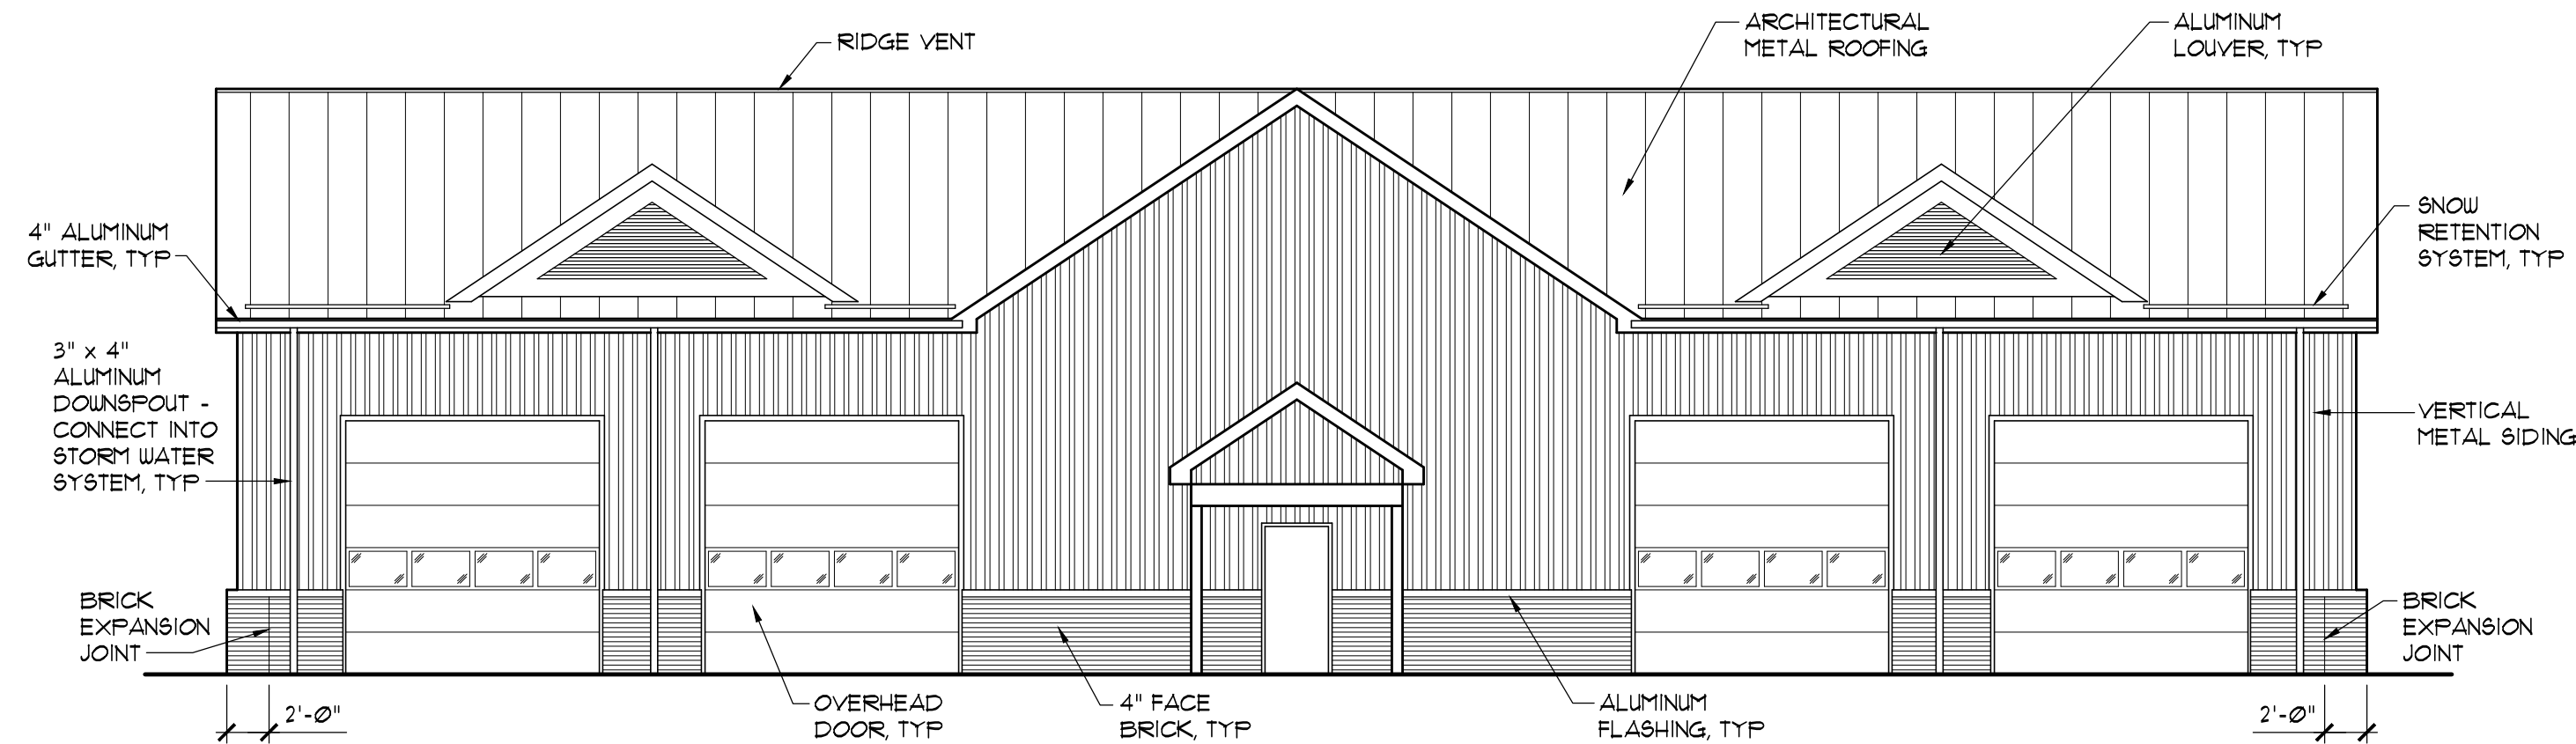 RIDGE VENT
ARCHITECTURAL
METAL ROOFING
ALUMINUM
LOUVER, TYP
4" ALUMINUM
GUTTER, TYP
SNOW
RETENTION
SYSTEM, TYP
3" x 4"
ALUMINUM
DOWNSPOUT -
CONNECT INTO
STORM WATER
SYSTEM, TYP
VERTICAL
METAL SIDING
BRICK
EXPANSION
JOINT
BRICK
EXPANSION
JOINT
2'-0"
OVERHEAD
DOOR, TYP
4" FACE
BRICK, TYP
ALUMINUM
FLASHING, TYP
2'-0"